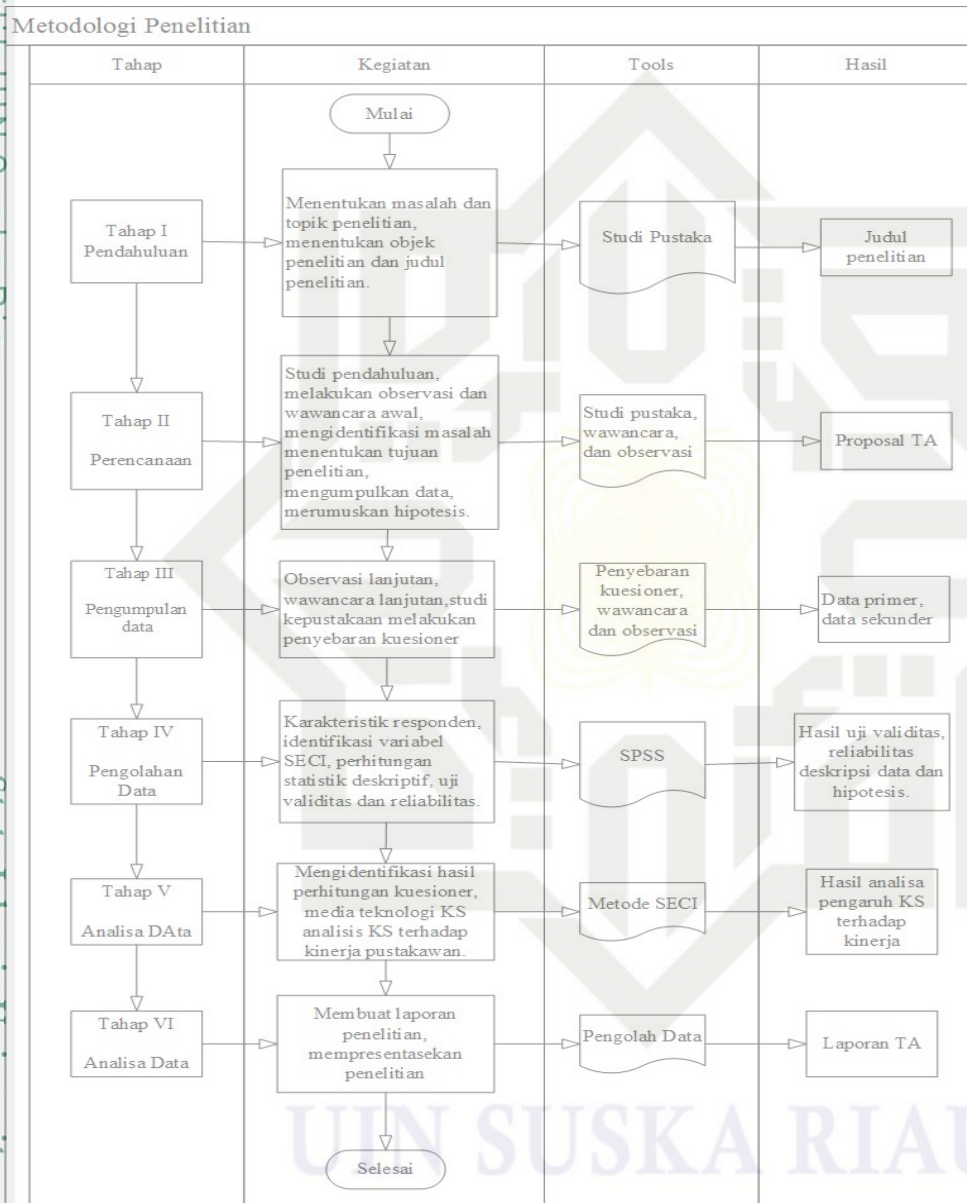 Metodologi Penelitian
Tahap
Kegiatan
Tools
Hasil
Mulai
Tahap I
Pendahuluan
Menentukan masalah dan
topik penelitian,
menentukan objek
penelitian dan judul
penelitian.
Studi Pustaka
Judul
penelitian
Tahap II
Perencanaan
Studi pendahuluan,
melakukan observasi dan
wawancara awal,
mengidentifikasi masalah
menentukan tujuan
penelitian,
mengumpulkan data,
merumuskan hipotesis.
Studi pustaka,
wawancara,
dan observasi
Proposal TA
Tahap III
Pengumpulan
data
Observasi lanjutan,
wawancara lanjutan,studi
kepustakaan melakukan
penyebaran kuesioner
Penyebaran
kuesioner,
wawancara
dan observasi
Data primer,
data sekunder
Tahap IV
Pengolahan
Data
Karakteristik responden,
identifikasi variabel
SECI, perhitungan
statistik deskriptif, uji
validitas dan reliabilitas.
SPSS
Hasil uji validitas,
reliabilitas
deskripsi data dan
hipotesis.
Tahap V
Analisa DAta
Mengidentifikasi hasil
perhitungan kuesioner,
media teknologi KS
analisis KS terhadap
kinerja pustakawan.
Metode SECI
Hasil analisa
pengaruh KS
terhadap
kinerja
Tahap VI
Analisa Data
Membuat laporan
penelitian,
mempresentasekan
penelitian
Pengolah Data
Laporan TA
Selesai
UIN SUSKA RIAU